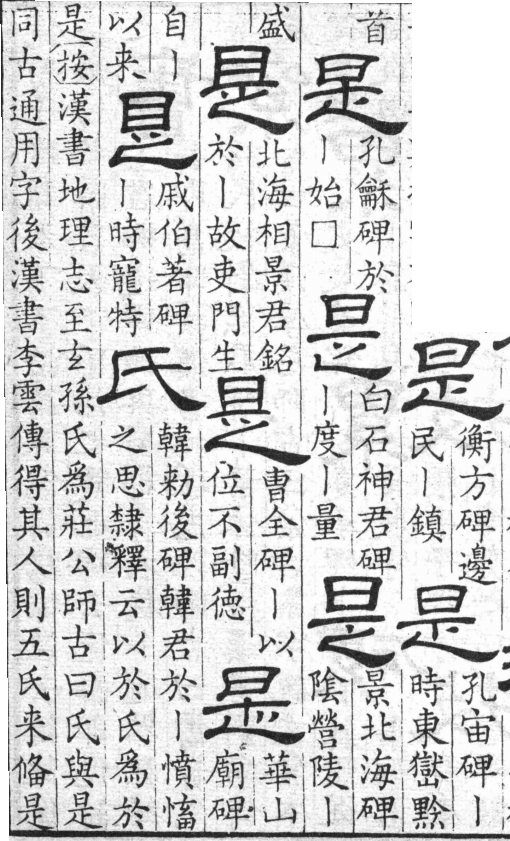 是 衡方碑邊
民丨鎮
是 孔宙碑丨
時東嶽黔
首
是 孔龢碑於
丨始□
是 白石神君碑
丨度丨量
是 景北海碑
陰營陵丨
盛
是 北海相景君銘
於丨故吏門生
是 曹全碑丨以
位不副德
是 華山
廟碑
自丨
以来
是 戚伯著碑
丨時寵特
氏 韓勑後碑韓君於丨憤
之思隸釋云以於氏爲於
是按漢書地理志至玄孫氏爲莊公師古曰氏與是
同古通用字後漢書李雲傳得其人則五氏来偹是